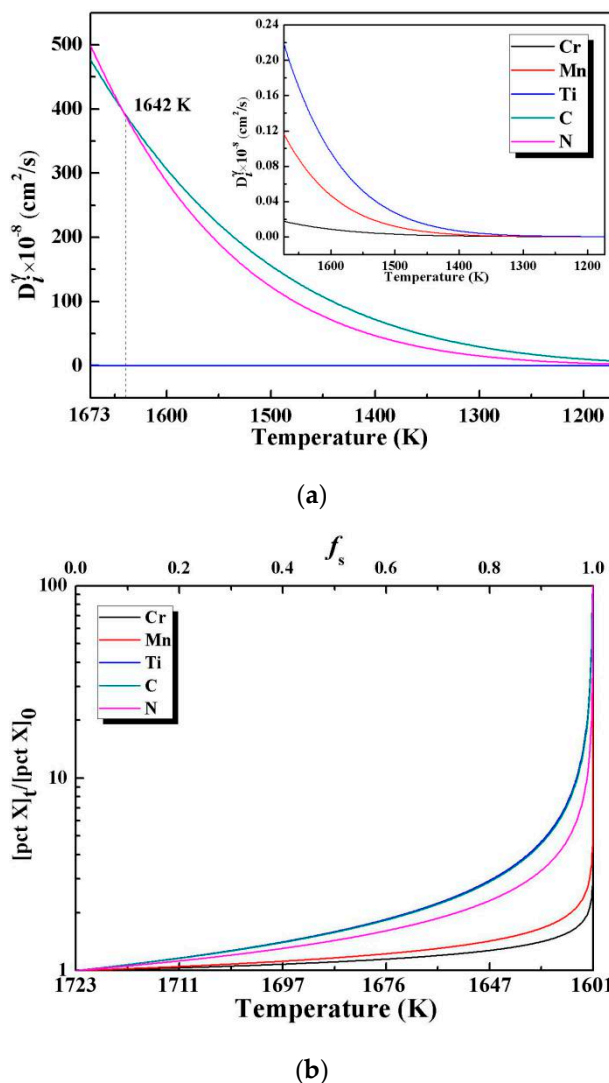 500
400
300
200
100
0
D_i^γ×10^-8 (cm²/s)
1642 K
1673
1600
1500
1400
1300
1200
Temperature (K)
0.24
0.20
0.16
0.12
0.08
0.04
0.00
D_i^γ×10^-8 (cm²/s)
1600
1500
1400
1300
1200
Temperature (K)
Cr
Mn
Ti
C
N
(a)
f_s
0.0
0.2
0.4
0.6
0.8
1.0
100
10
1
[pct X]_t/[pct X]_0
Cr
Mn
Ti
C
N
1723
1711
1697
1676
1647
1601
Temperature (K)
(b)